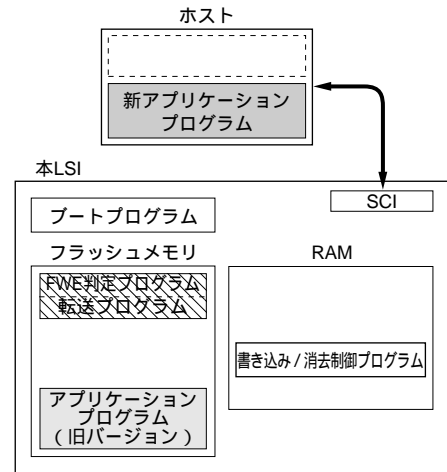 ホスト
新アプリケーション
プログラム
本LSI
SCI
ブートプログラム
フラッシュメモリ
RAM
FWE判定プログラム
転送プログラム
書き込み/消去制御プログラム
アプリケーション
プログラム
(旧バージョン)